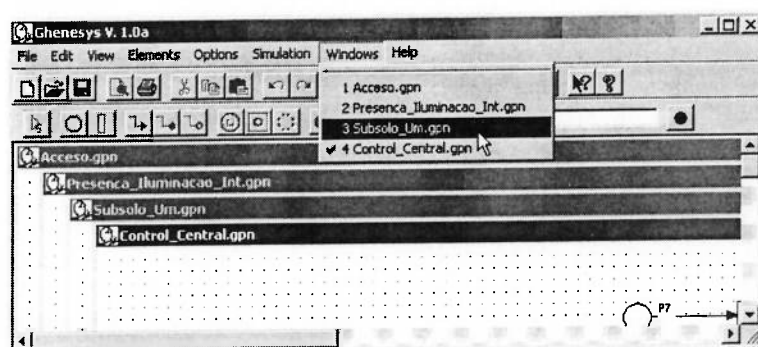 Ghenesys V. 1.0a
File Edit View Elements Options Simulation Windows Help
1 Acceso.gpn
2 Presenca_Iluminacao_Int.gpn
3 Subsolo_Um.gpn
4 Control_Central.gpn
Acceso.gpn
Presenca_Iluminacao_Int.gpn
Subsolo_Um.gpn
Control_Central.gpn
P7